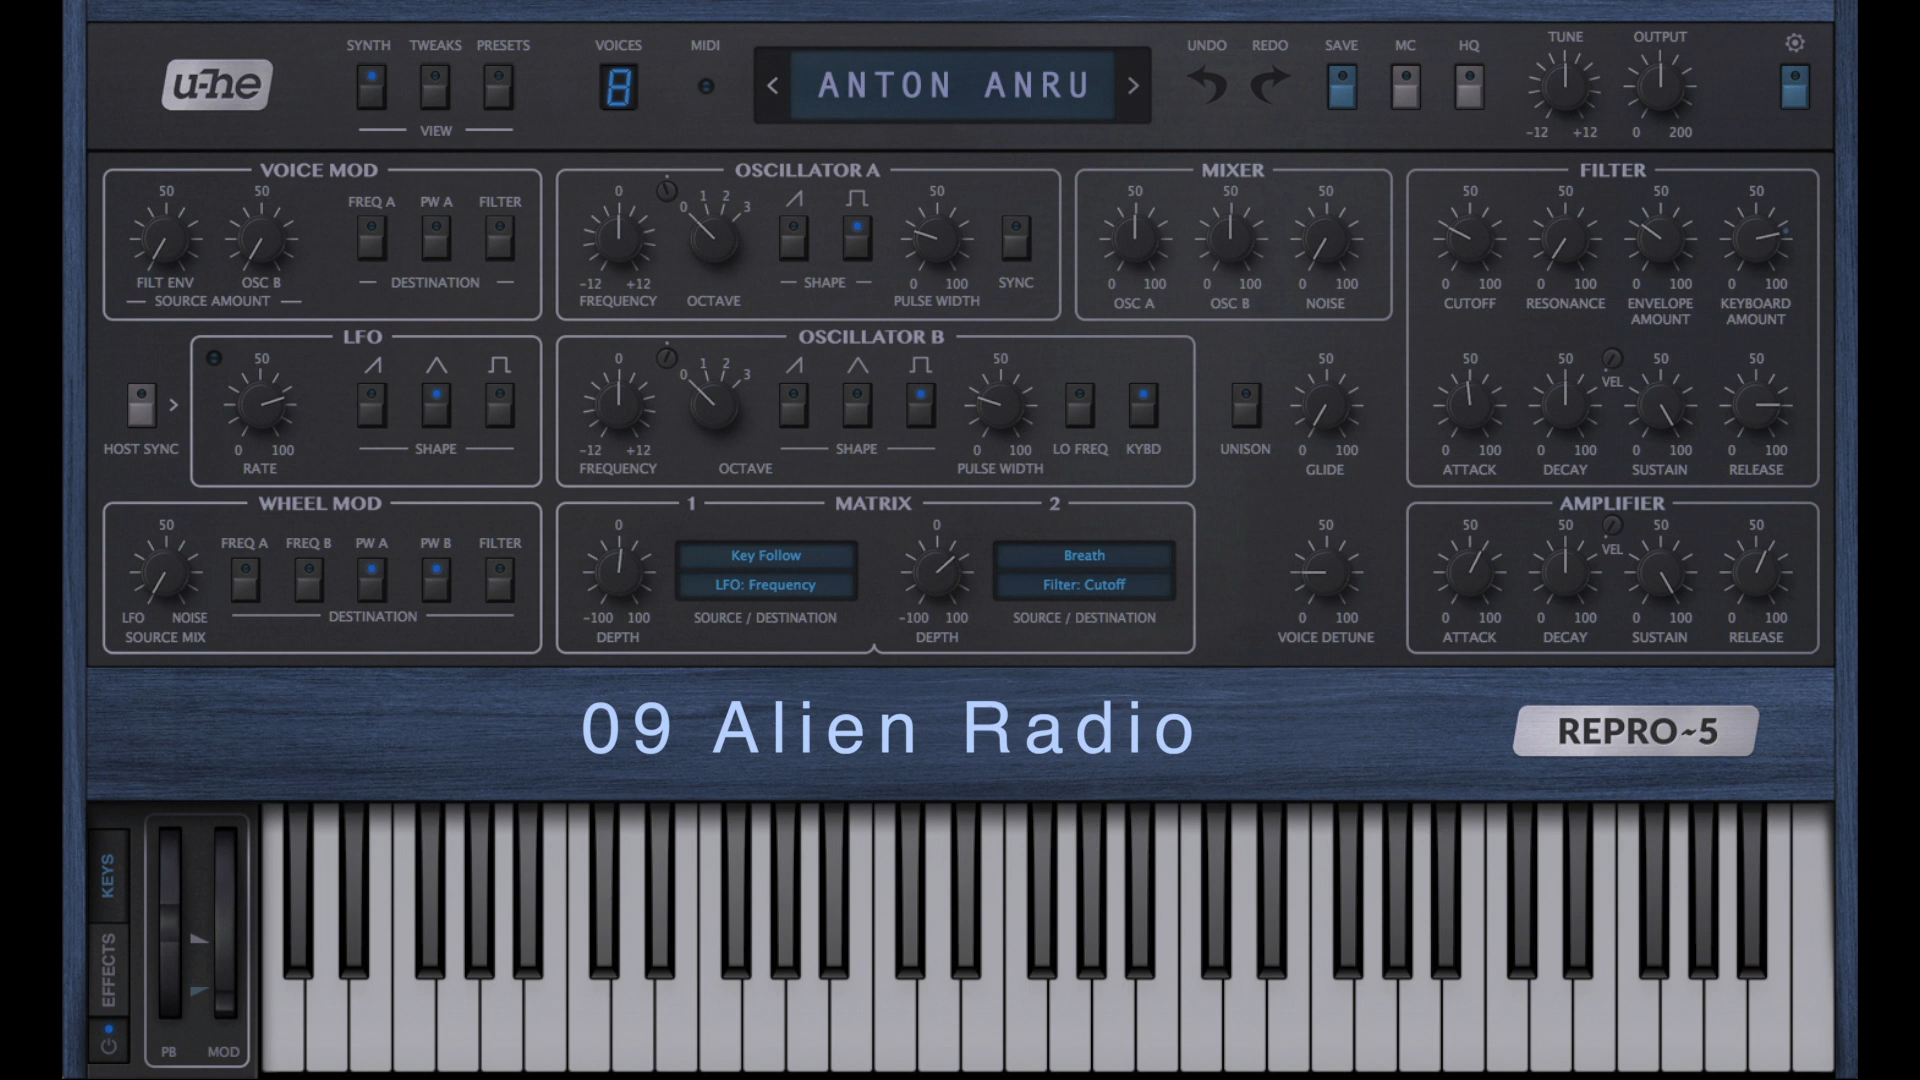 SYNTH TWEAKS PRESETS VOICES MIDI UNDO REDO SAVE MC HQ TUNE OUTPUT
u-he 8 < ANTON ANRU >
VIEW -12 +12 0 200
VOICE MOD OSCILLATOR A MIXER FILTER
50 50 0 50 50 50 50 50 50 50 50
FREQ A PW A FILTER 0 1 2 3
FILT ENV OSC B DESTINATION -12 +12 SHAPE 0 100 SYNC 0 100 0 100 0 100 0 100 0 100 0 100 0 100
SOURCE AMOUNT FREQUENCY OCTAVE PULSE WIDTH OSC A OSC B NOISE CUTOFF RESONANCE ENVELOPE AMOUNT KEYBOARD AMOUNT
LFO OSCILLATOR B
50 0 0 1 2 3 50 50 50 50 VEL 50 50
HOST SYNC > 0 100 SHAPE -12 +12 SHAPE 0 100 LO FREQ KYBD UNISON 0 100 0 100 0 100 0 100 0 100
RATE FREQUENCY OCTAVE PULSE WIDTH GLIDE ATTACK DECAY SUSTAIN RELEASE
WHEEL MOD 1 MATRIX 2 AMPLIFIER
50 0 0 50 50 50 50 50
FREQ A FREQ B PW A PW B FILTER Key Follow Breath VEL
LFO: Frequency Filter: Cutoff
LFO NOISE DESTINATION -100 100 SOURCE / DESTINATION -100 100 SOURCE / DESTINATION 0 100 0 100 0 100 0 100 0 100
SOURCE MIX DEPTH DEPTH VOICE DETUNE ATTACK DECAY SUSTAIN RELEASE
09 Alien Radio REPRO~5
KEYS
EFFECTS
PB MOD